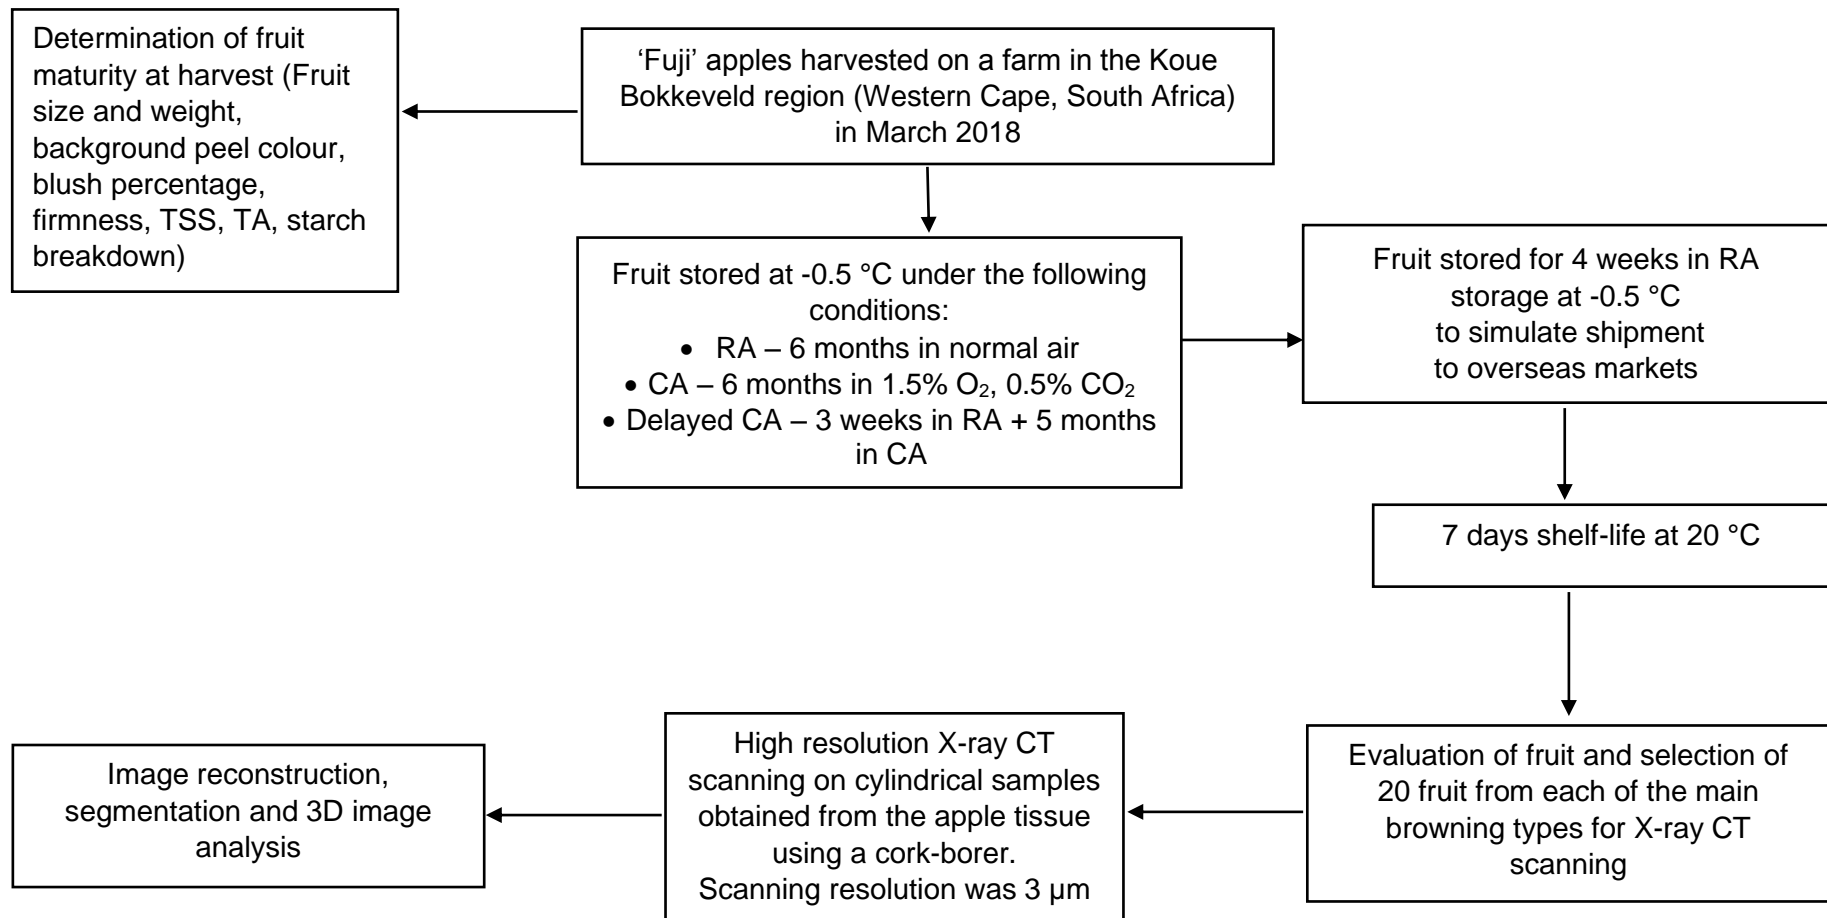 Determination of fruit
maturity at harvest (Fruit
size and weight,
background peel colour,
blush percentage,
firmness, TSS, TA, starch
breakdown)
‘Fuji’ apples harvested on a farm in the Koue
Bokkeveld region (Western Cape, South Africa)
in March 2018
Fruit stored at -0.5 °C under the following
conditions:
• RA – 6 months in normal air
• CA – 6 months in 1.5% O₂, 0.5% CO₂
• Delayed CA – 3 weeks in RA + 5 months
in CA
Fruit stored for 4 weeks in RA
storage at -0.5 °C
to simulate shipment
to overseas markets
7 days shelf-life at 20 °C
Evaluation of fruit and selection of
20 fruit from each of the main
browning types for X-ray CT
scanning
High resolution X-ray CT
scanning on cylindrical samples
obtained from the apple tissue
using a cork-borer.
Scanning resolution was 3 µm
Image reconstruction,
segmentation and 3D image
analysis